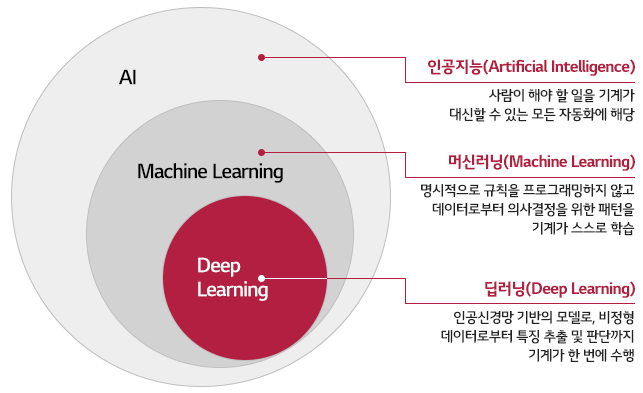 AI
Machine Learning
Deep
Learning
인공지능(Artificial Intelligence)
사람이 해야 할 일을 기계가
대신할 수 있는 모든 자동화에 해당
머신러닝(Machine Learning)
명시적으로 규칙을 프로그래밍하지 않고
데이터로부터 의사결정을 위한 패턴을
기계가 스스로 학습
딥러닝(Deep Learning)
인공신경망 기반의 모델로, 비정형
데이터로부터 특징 추출 및 판단까지
기계가 한 번에 수행